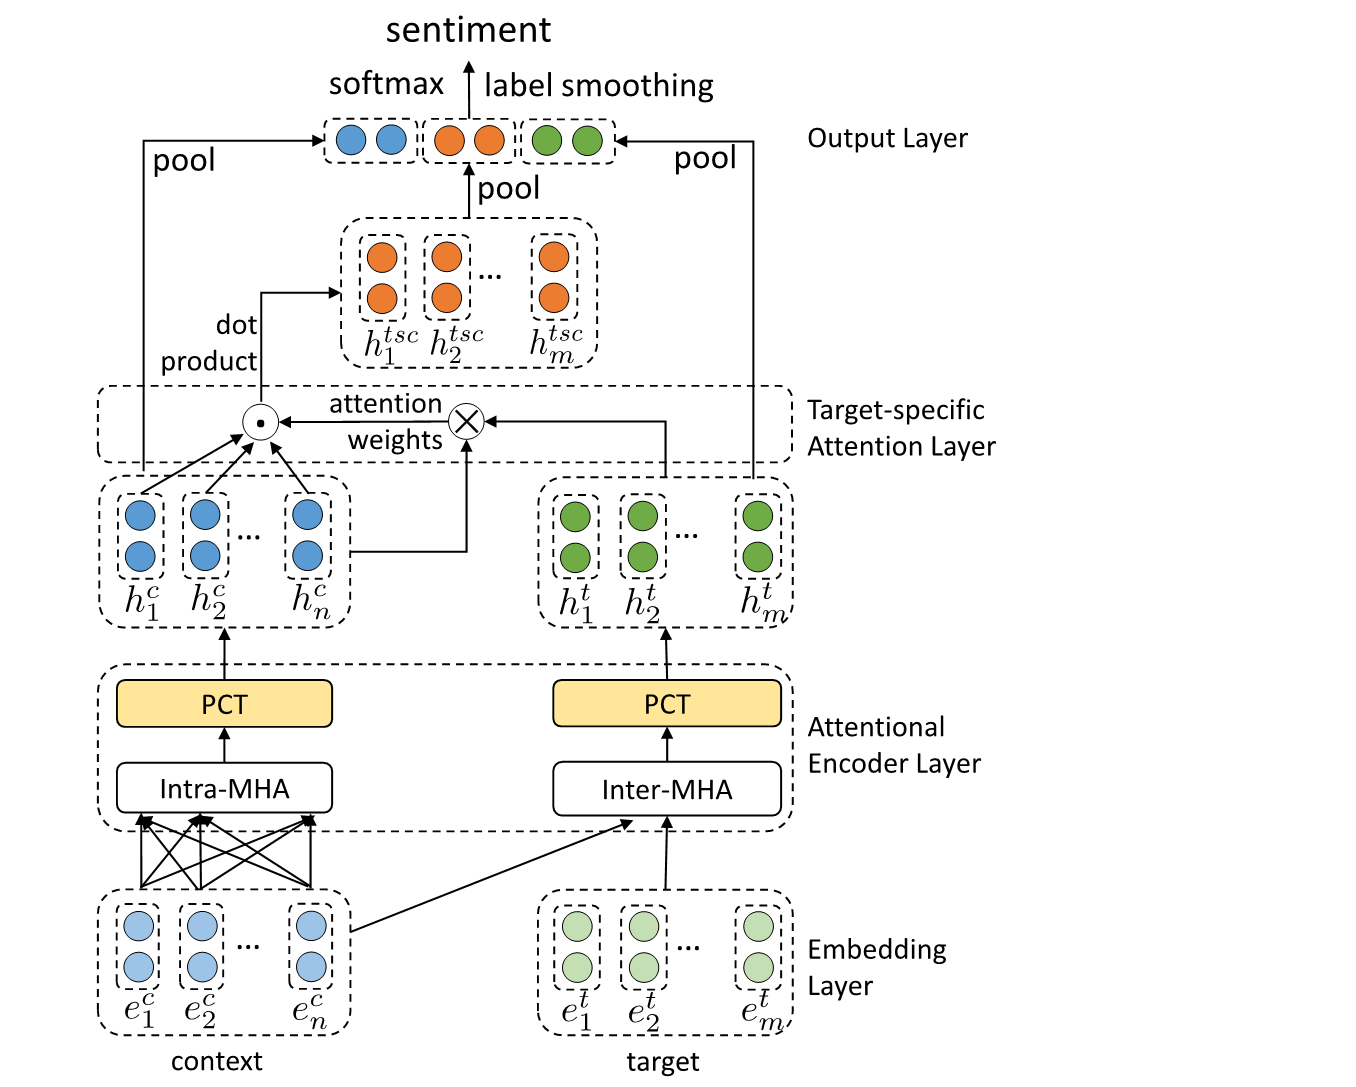 sentiment
softmax
label smoothing
Output Layer
pool
pool
pool
...
h_1^{tsc}
h_2^{tsc}
h_m^{tsc}
dot
product
attention
weights
Target-specific
Attention Layer
...
h_1^c
h_2^c
h_n^c
...
h_1^t
h_2^t
h_m^t
PCT
PCT
Attentional
Encoder Layer
Intra-MHA
Inter-MHA
...
e_1^c
e_2^c
e_n^c
...
e_1^t
e_2^t
e_m^t
Embedding
Layer
context
target